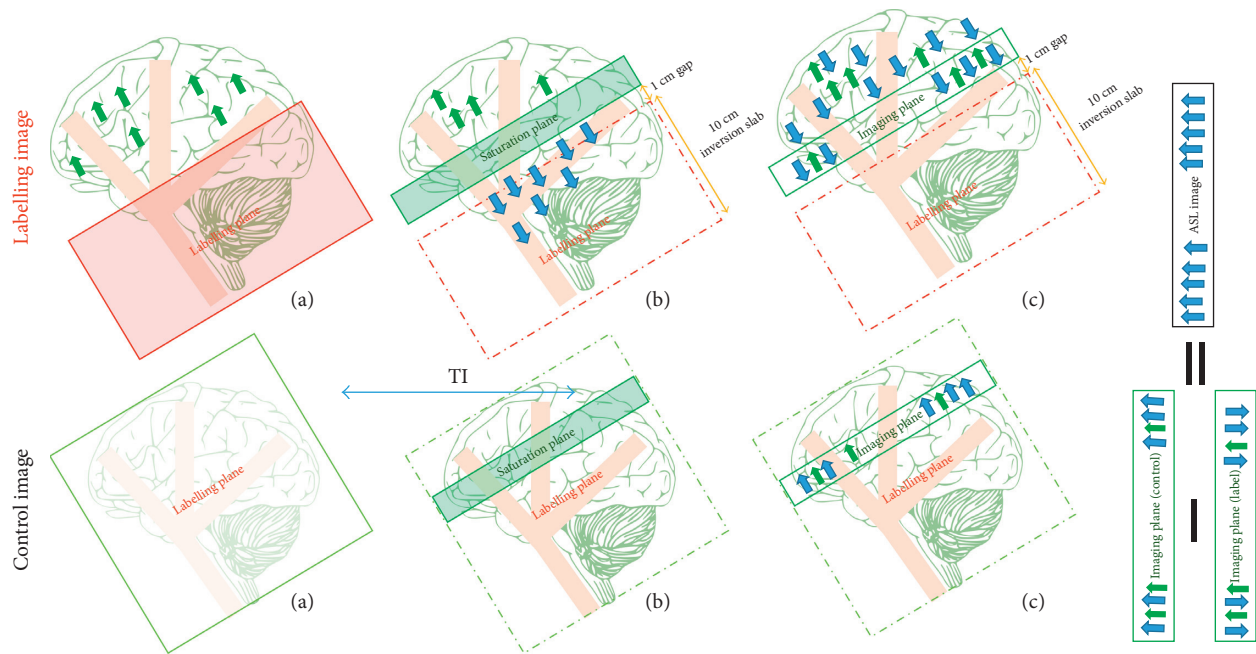 Labelling image
Labelling plane
(a)
Saturation plane
Labelling plane
1 cm gap
10 cm
inversion slab
(b)
Imaging plane
Labelling plane
1 cm gap
10 cm
inversion slab
(c)
ASL image
Control image
Labelling plane
(a)
TI
Saturation plane
Labelling plane
(b)
Imaging plane
Labelling plane
(c)
Imaging plane (control)
Imaging plane (label)